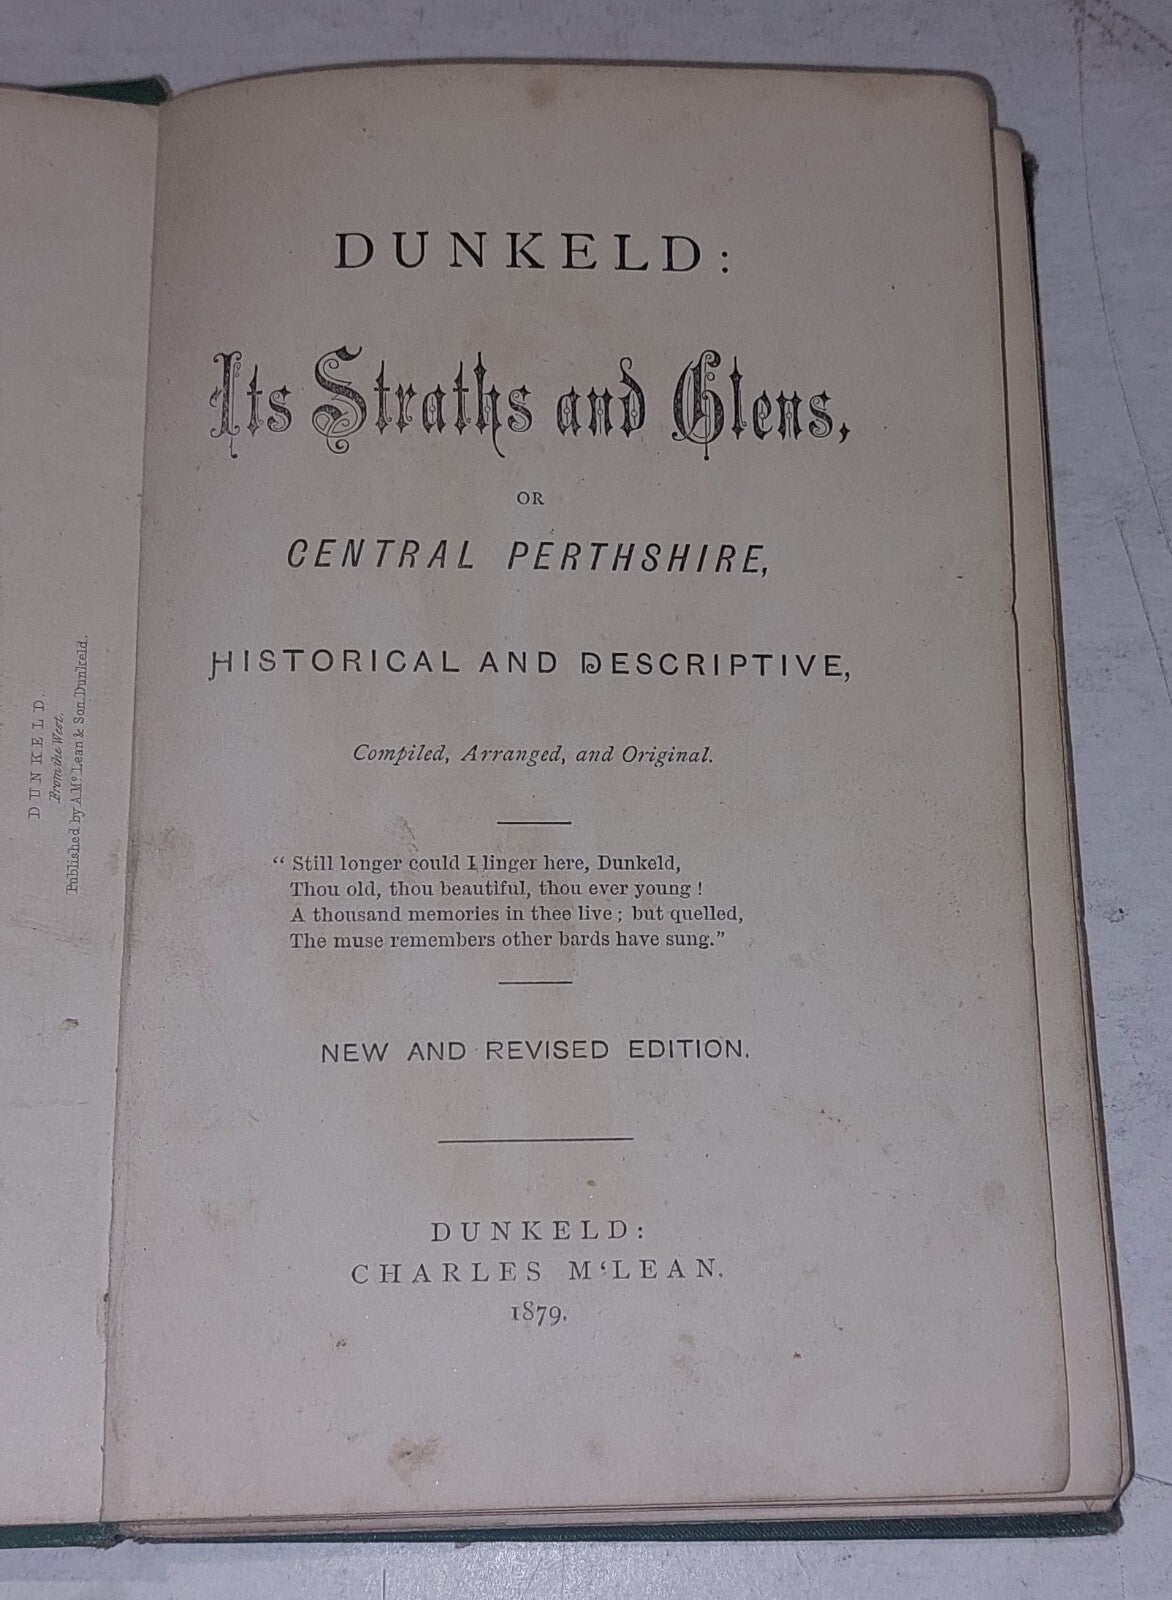 DUNKELD.
From the West.
Published by A. Mc Lean & Son. Dunkeld.
DUNKELD:
Its Straths and Glens,
OR
CENTRAL PERTHSHIRE,
HISTORICAL AND DESCRIPTIVE,
Compiled, Arranged, and Original.
“ Still longer could I linger here, Dunkeld,
Thou old, thou beautiful, thou ever young !
A thousand memories in thee live ; but quelled,
The muse remembers other bards have sung.”
NEW AND REVISED EDITION.
DUNKELD:
CHARLES M‘LEAN.
1879.